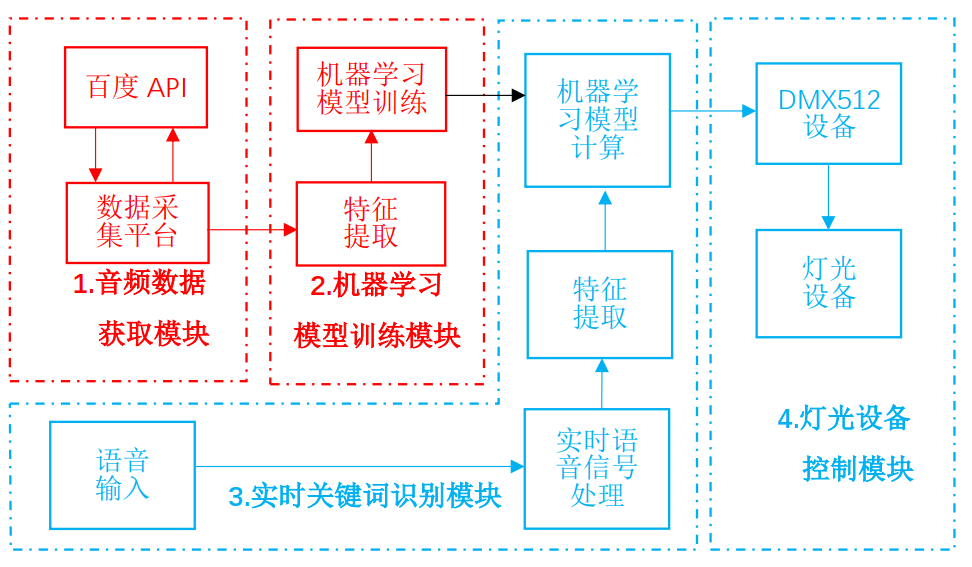 百度 API
数据采
集平台
1.音频数据
获取模块
机器学习
模型训练
特征
提取
2.机器学习
模型训练模块
机器学
习模型
计算
特征
提取
实时语
音信号
处理
语音
输入
3.实时关键词识别模块
DMX512
设备
灯光
设备
4.灯光设备
控制模块